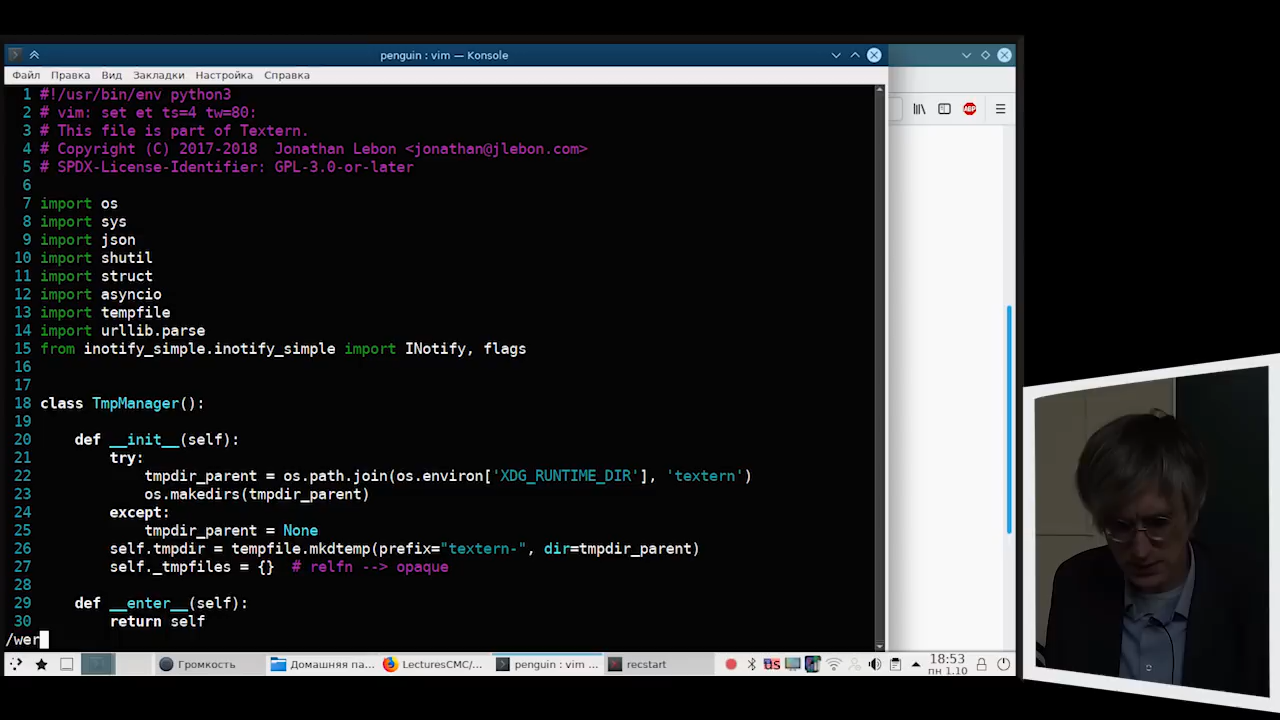 penguin : vim — Konsole
Файл Правка Вид Закладки Настройка Справка
1 #!/usr/bin/env python3
2 # vim: set et ts=4 tw=80:
3 # This file is part of Textern.
4 # Copyright (C) 2017-2018  Jonathan Lebon <jonathan@jlebon.com>
5 # SPDX-License-Identifier: GPL-3.0-or-later
6
7 import os
8 import sys
9 import json
10 import shutil
11 import struct
12 import asyncio
13 import tempfile
14 import urllib.parse
15 from inotify_simple.inotify_simple import INotify, flags
16
17
18 class TmpManager():
19
20     def __init__(self):
21         try:
22             tmpdir_parent = os.path.join(os.environ['XDG_RUNTIME_DIR'], 'textern')
23             os.makedirs(tmpdir_parent)
24         except:
25             tmpdir_parent = None
26         self.tmpdir = tempfile.mkdtemp(prefix="textern-", dir=tmpdir_parent)
27         self._tmpfiles = {}  # relfn --> opaque
28
29     def __enter__(self):
30         return self
/wer
Громкость Домашняя па... LecturesCMC/... penguin : vim ... recstart US 18:53
пн 1.10
ABP